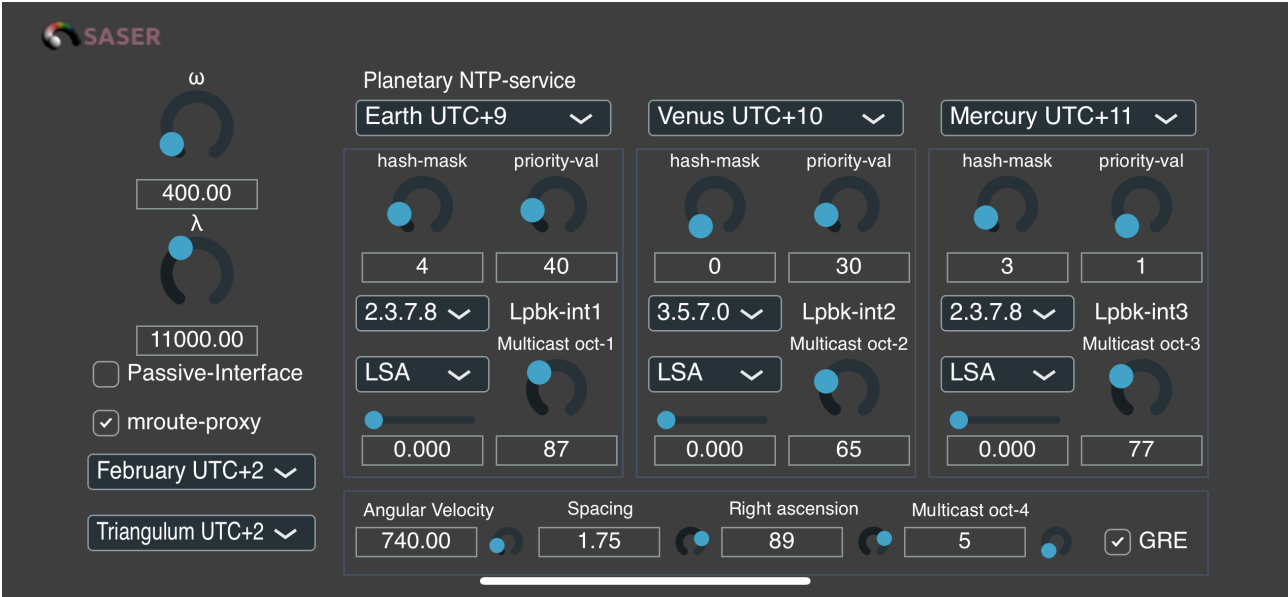 SASER
ω
400.00
λ
11000.00
Passive-Interface
mroute-proxy
February UTC+2
Triangulum UTC+2
Planetary NTP-service
Earth UTC+9 Venus UTC+10 Mercury UTC+11
hash-mask priority-val hash-mask priority-val hash-mask priority-val
4 40 0 30 3 1
2.3.7.8 Lpbk-int1 3.5.7.0 Lpbk-int2 2.3.7.8 Lpbk-int3
Multicast oct-1 Multicast oct-2 Multicast oct-3
LSA LSA LSA
0.000 87 0.000 65 0.000 77
Angular Velocity Spacing Right ascension Multicast oct-4
740.00 1.75 89 5 GRE